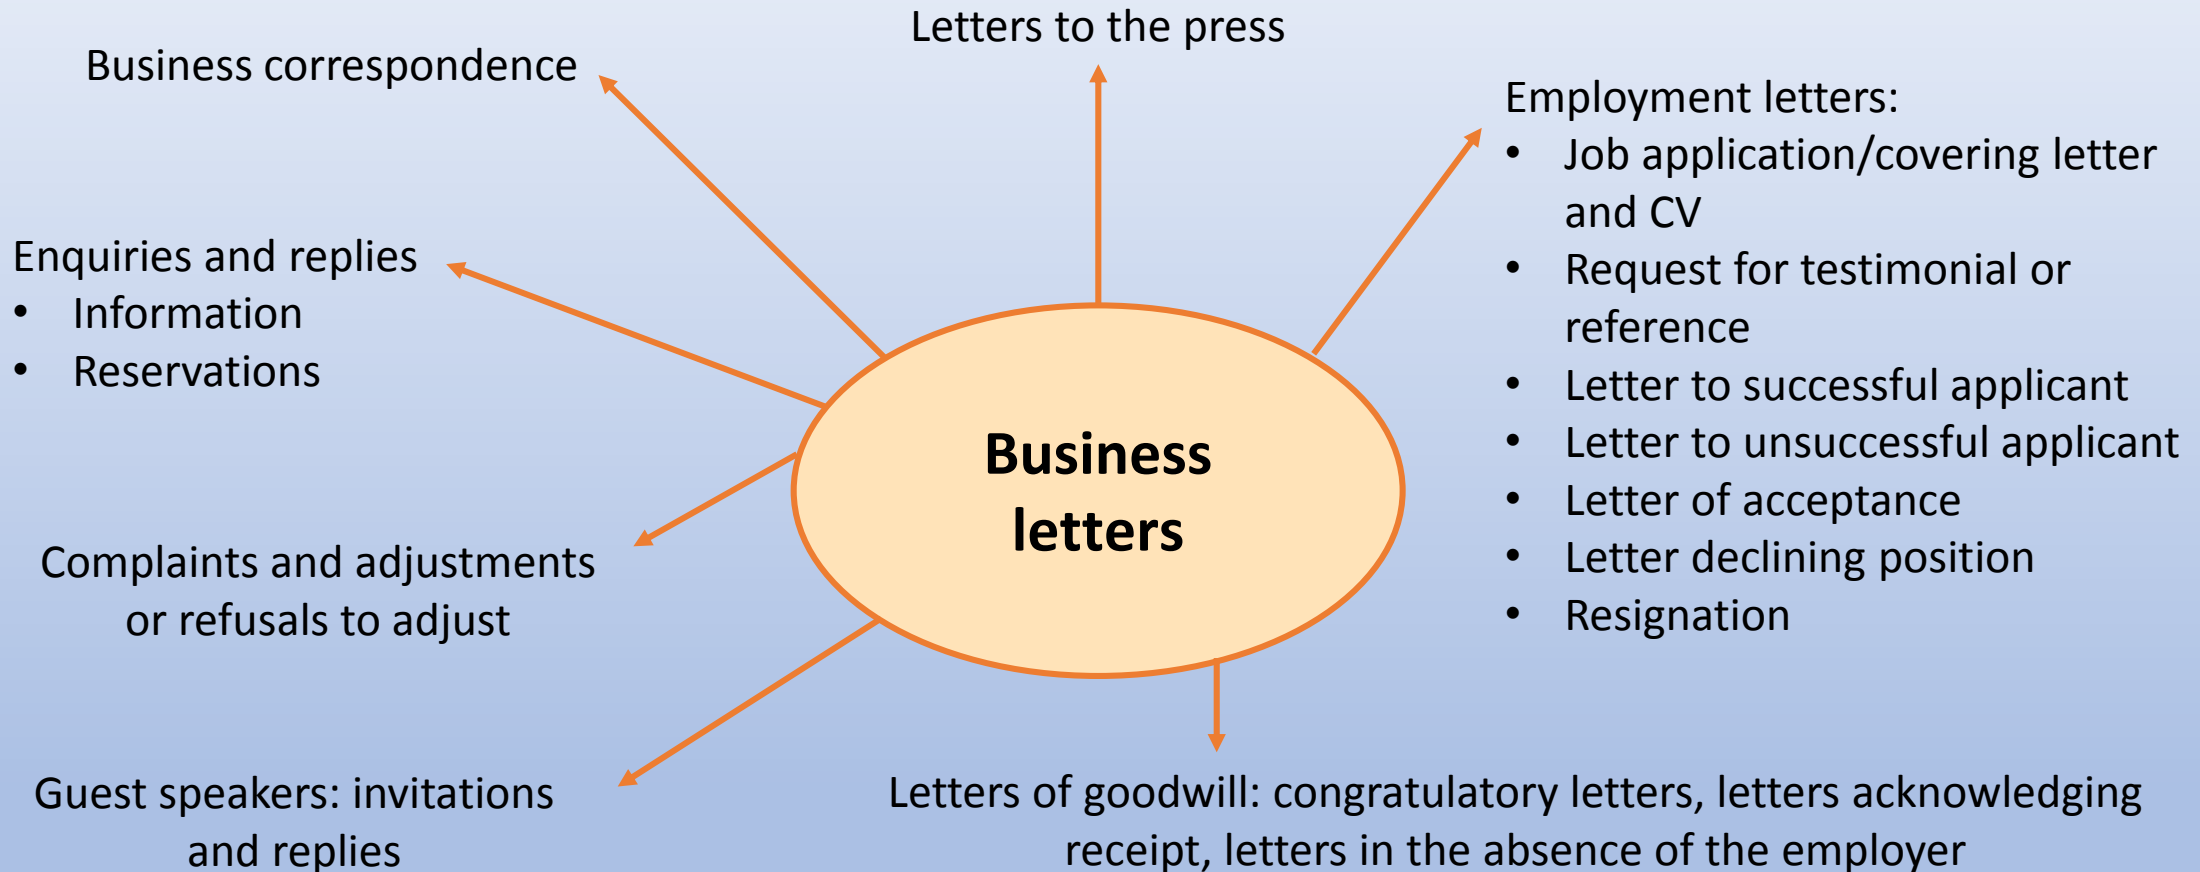 Letters to the press
Business correspondence
Employment letters:
• Job application/covering letter
and CV
• Request for testimonial or
reference
• Letter to successful applicant
• Letter to unsuccessful applicant
• Letter of acceptance
• Letter declining position
• Resignation
Enquiries and replies
• Information
• Reservations
Business
letters
Complaints and adjustments
or refusals to adjust
Guest speakers: invitations
and replies
Letters of goodwill: congratulatory letters, letters acknowledging
receipt, letters in the absence of the employer